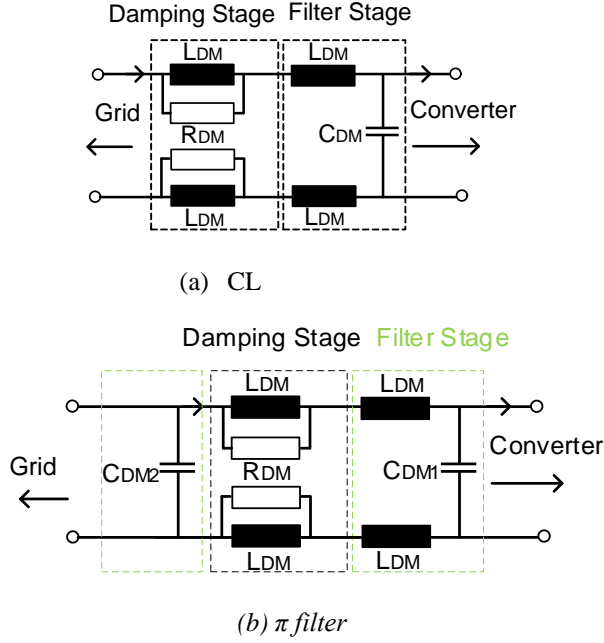 Damping Stage Filter Stage
LDM LDM
Grid
RDM
CDM
Converter
LDM LDM
(a) CL
Damping Stage Filter Stage
LDM LDM
Grid
CDM2
RDM
CDM1
Converter
LDM LDM
(b) π filter